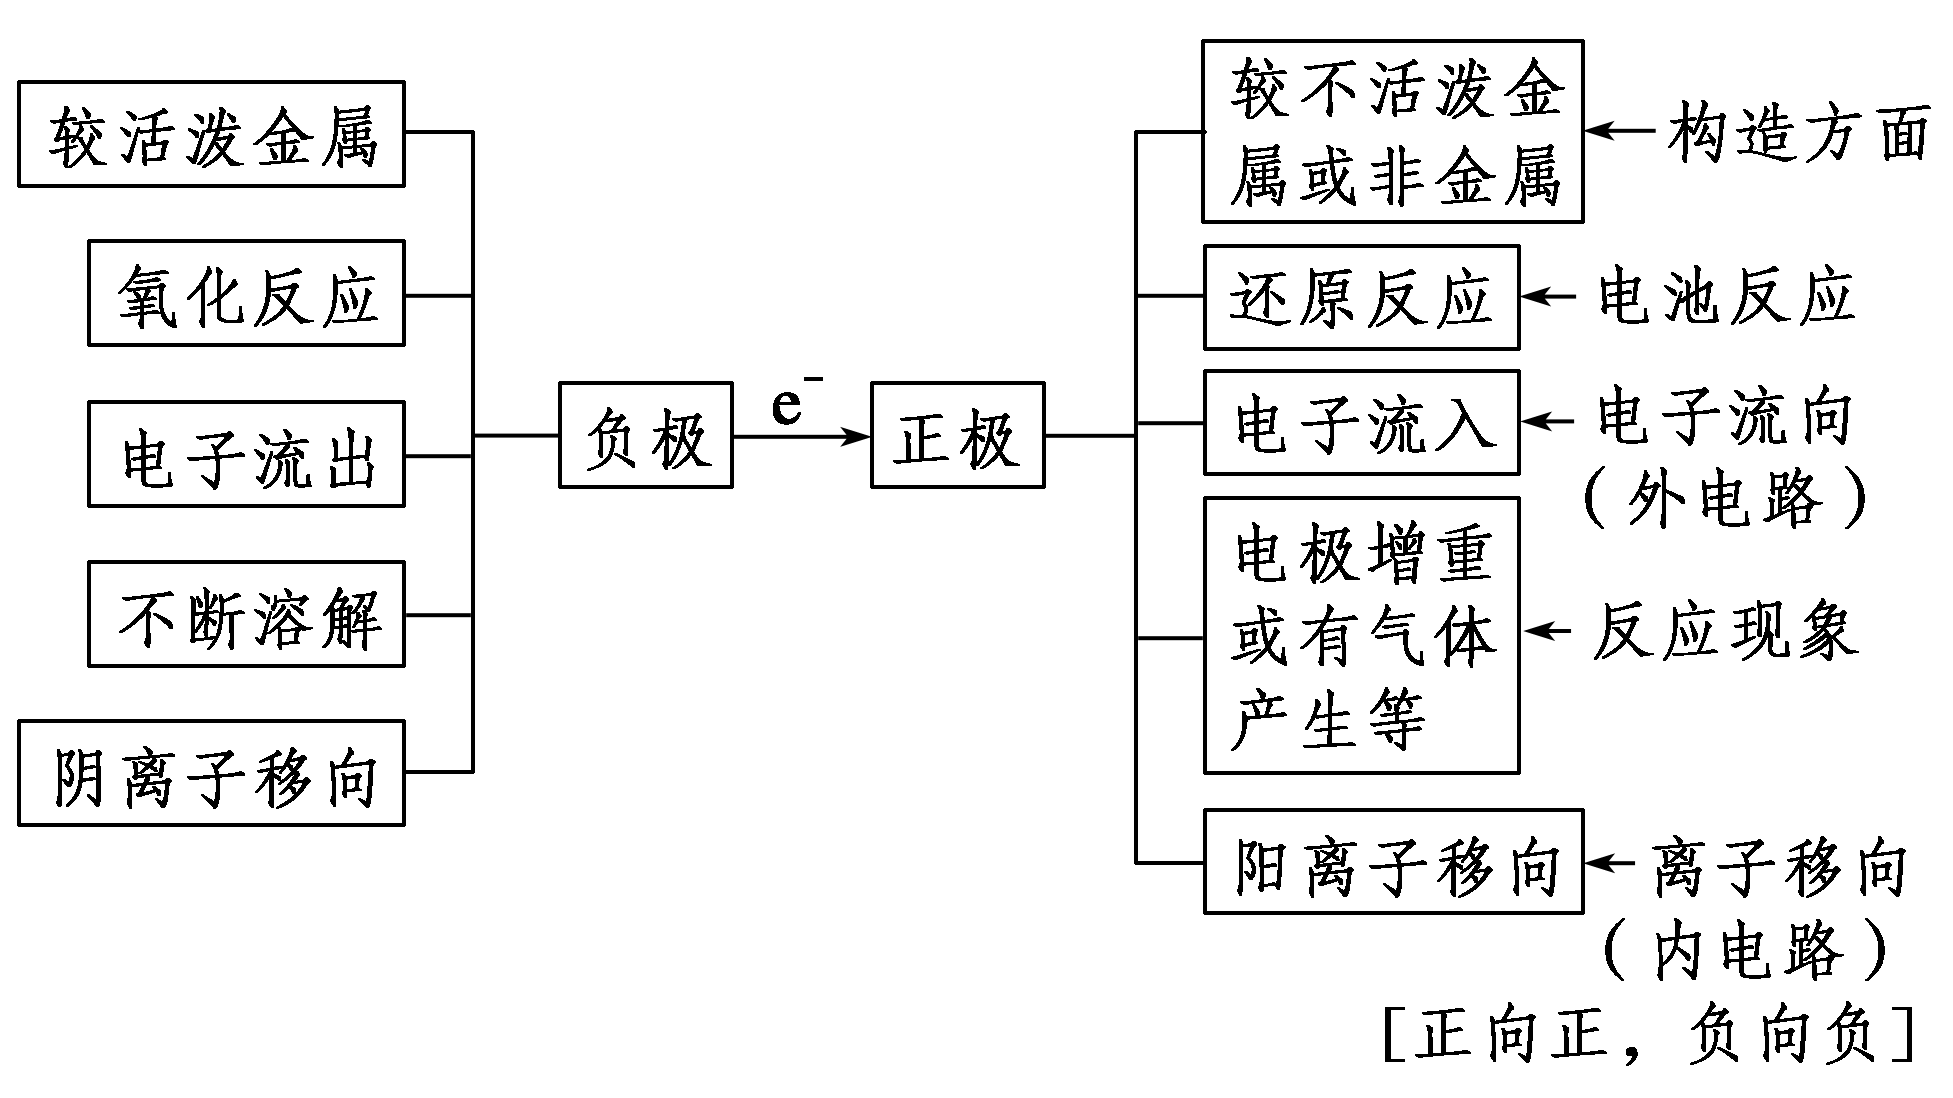 较活泼金属
氧化反应
电子流出
不断溶解
阴离子移向
负极
e⁻
正极
较不活泼金
属或非金属
构造方面
还原反应
电池反应
电子流入
电子流向
(外电路)
电极增重
或有气体
产生等
反应现象
阳离子移向
离子移向
(内电路)
[正向正，负向负]